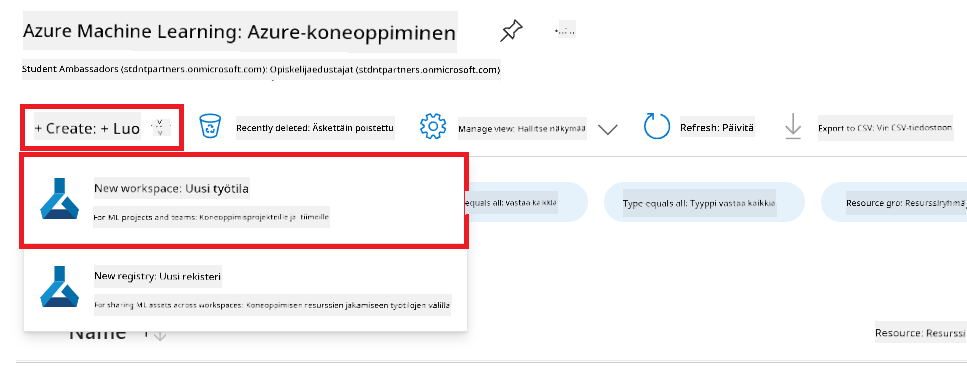 Azure Machine Learning: Azure-koneoppiminen
Student Ambassadors (stdntpartners.onmicrosoft.com): Opiskelijaedustajat (stdntpartners.onmicrosoft.com)
+ Create: + Luo
Recently deleted: Äskettäin poistettu
Manage view: Hallitse näkymää
Refresh: Päivitä
Export to CSV: Vie CSV-tiedostoon
New workspace: Uusi työtila
For ML projects and teams: Koneoppimisprojekteille ja tiimeille
equals all: vastaa kaikkia
Type equals all: Tyyppi vastaa kaikkia
Resource gro: Resurssiryhmä
New registry: Uusi rekisteri
For sharing ML assets across workspaces: Koneoppimisen resurssien jakamiseen työtilojen välillä
Name
Resource: Resurssi